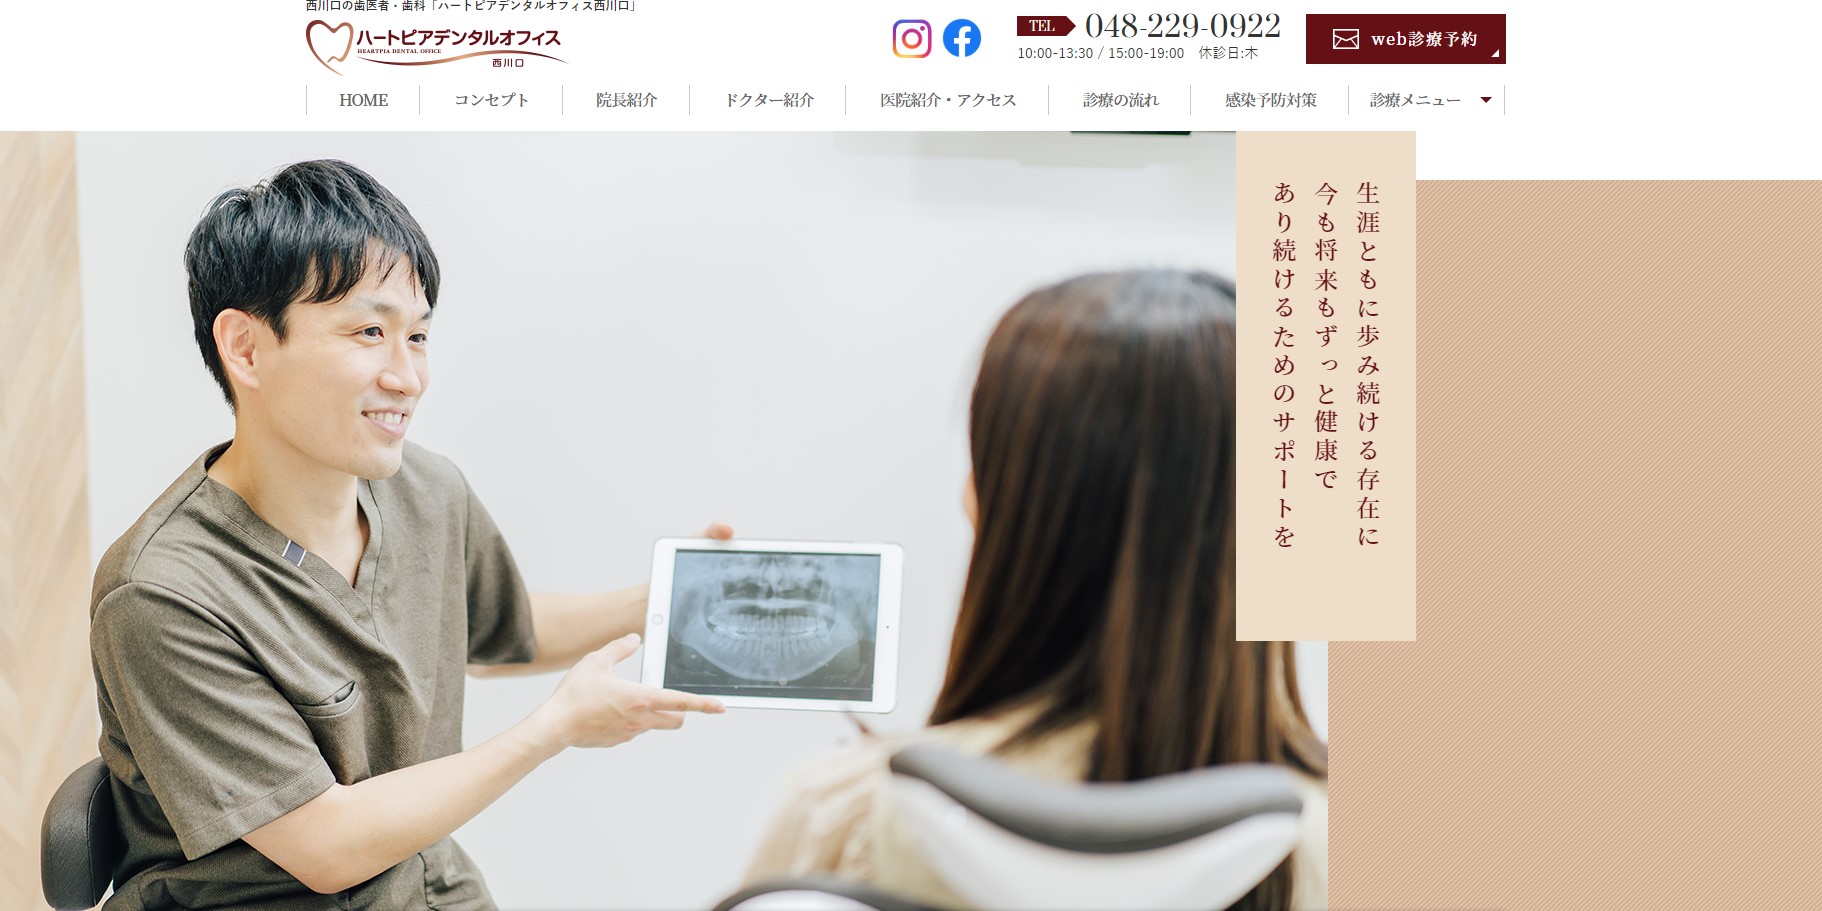 西川口の歯医者・歯科「ハートピアデンタルオフィス西川口」
ハートピアデンタルオフィス
HEARTPIA DENTAL OFFICE
西川口
TEL 048-229-0922
10:00-13:30 / 15:00-19:00 休診日:木
web診療予約
HOME
コンセプト
院長紹介
ドクター紹介
医院紹介・アクセス
診療の流れ
感染予防対策
診療メニュー
生涯ともに歩み続ける存在に
今も将来もずっと健康で
あり続けるためのサポートを